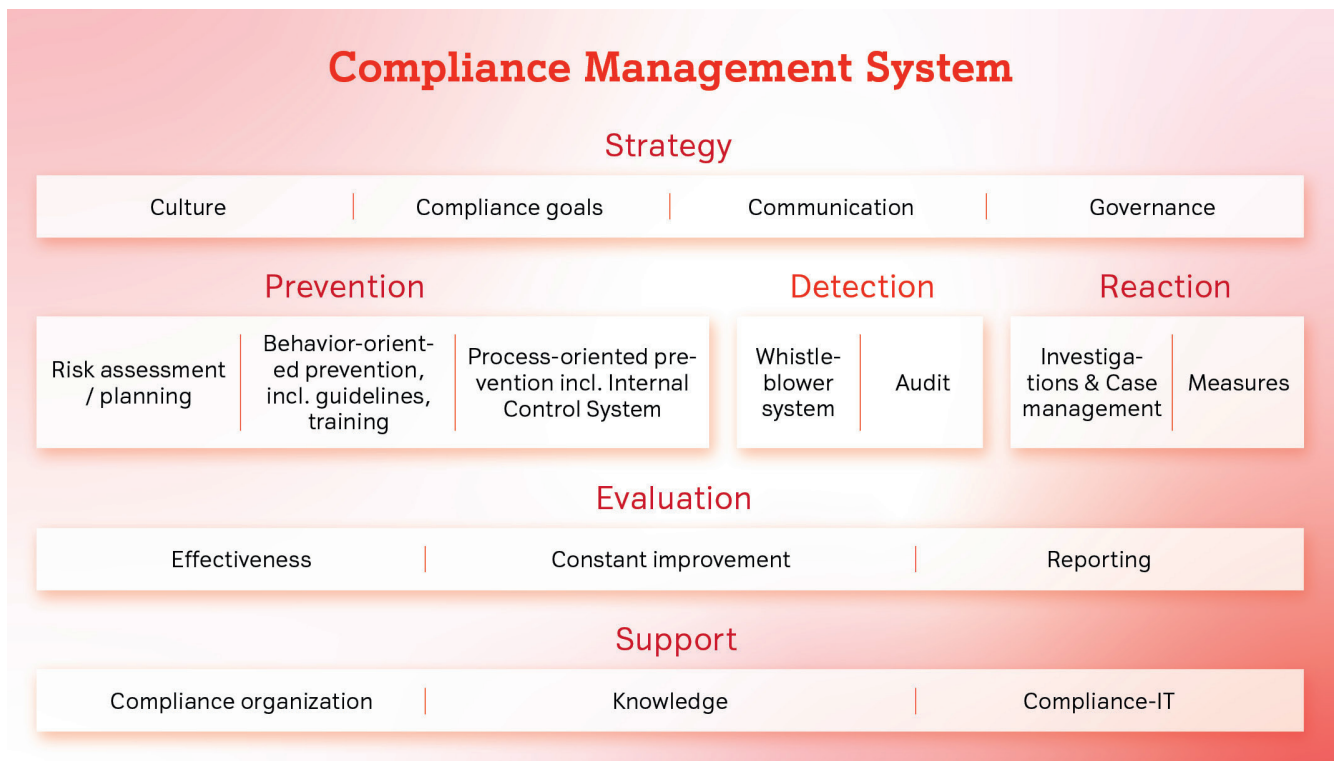 Compliance Management System
Strategy
Culture
Compliance goals
Communication
Governance
Prevention
Risk assessment
/ planning
Behavior-orient-
ed prevention,
incl. guidelines,
training
Process-oriented pre-
vention incl. Internal
Control System
Detection
Whistle-
blower
system
Audit
Reaction
Investiga-
tions & Case
management
Measures
Evaluation
Effectiveness
Constant improvement
Reporting
Support
Compliance organization
Knowledge
Compliance-IT